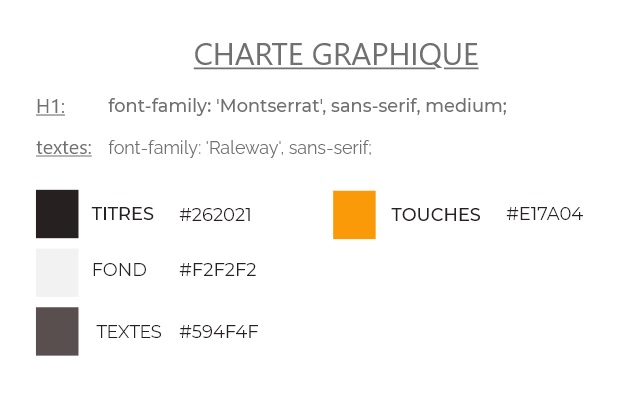 CHARTE GRAPHIQUE
H1: font-family: 'Montserrat', sans-serif, medium;
textes: font-family: 'Raleway', sans-serif;
TITRES #262021 TOUCHES #E17A04
FOND #F2F2F2
TEXTES #594F4F